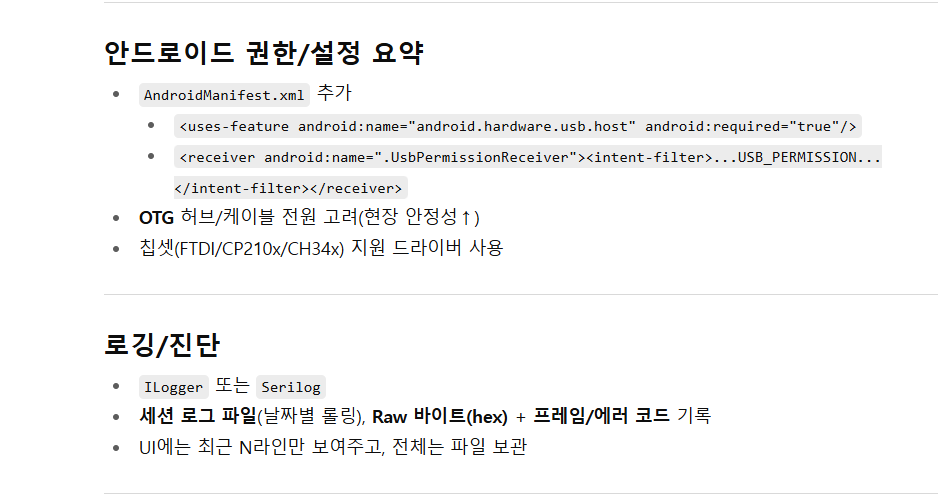 안드로이드 권한/설정 요약
AndroidManifest.xml 추가
<uses-feature android:name="android.hardware.usb.host" android:required="true"/>
<receiver android:name=".UsbPermissionReceiver"><intent-filter>...USB_PERMISSION...
</intent-filter></receiver>
OTG 허브/케이블 전원 고려(현장 안정성↑)
칩셋(FTDI/CP210x/CH34x) 지원 드라이버 사용
로깅/진단
ILogger 또는 Serilog
세션 로그 파일(날짜별 롤링), Raw 바이트(hex) + 프레임/에러 코드 기록
UI에는 최근 N라인만 보여주고, 전체는 파일 보관